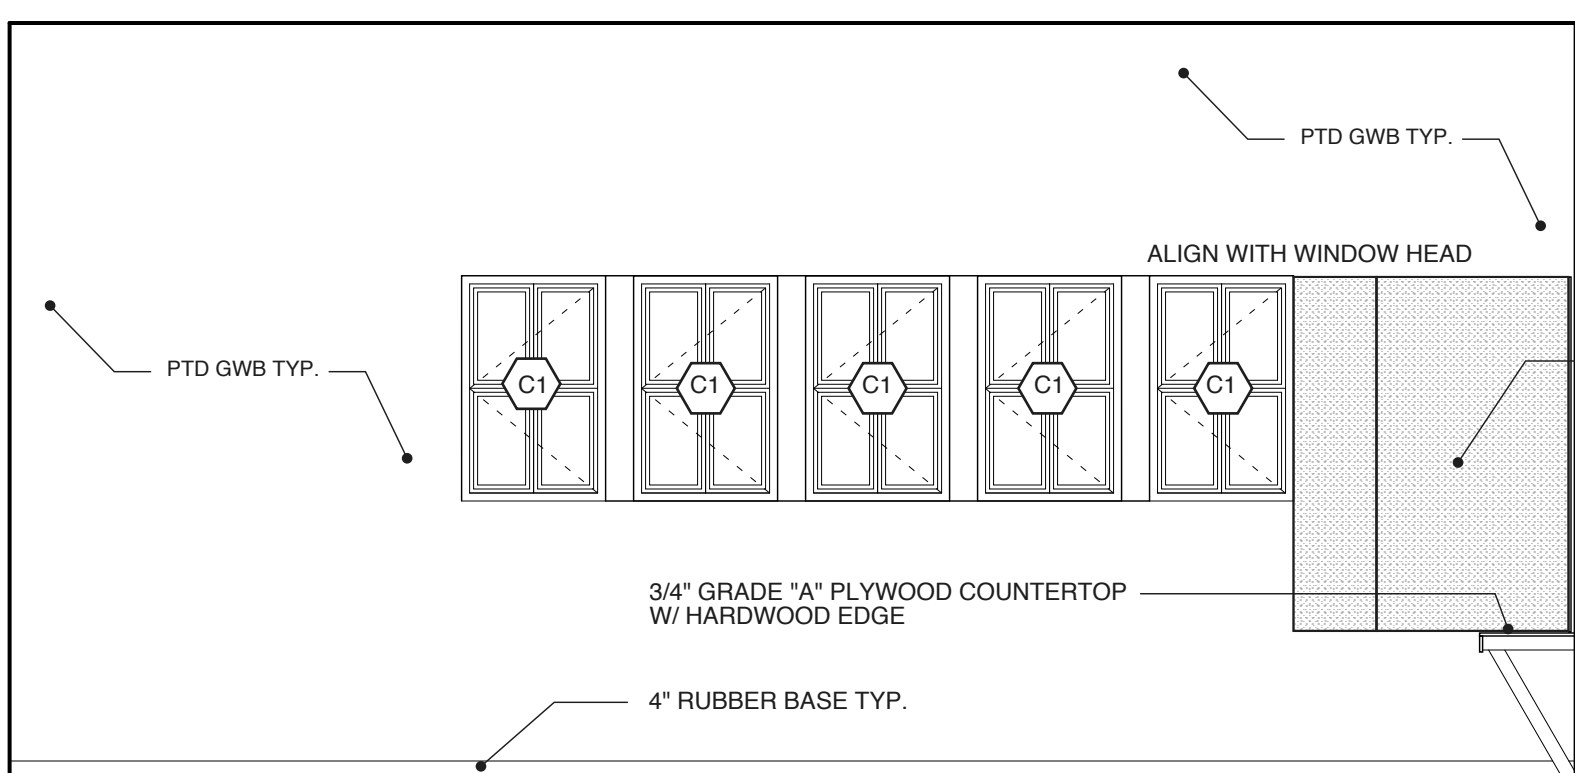 PTD GWB TYP.
ALIGN WITH WINDOW HEAD
PTD GWB TYP.
C1
C1
C1
C1
C1
3/4" GRADE "A" PLYWOOD COUNTERTOP
W/ HARDWOOD EDGE
4" RUBBER BASE TYP.